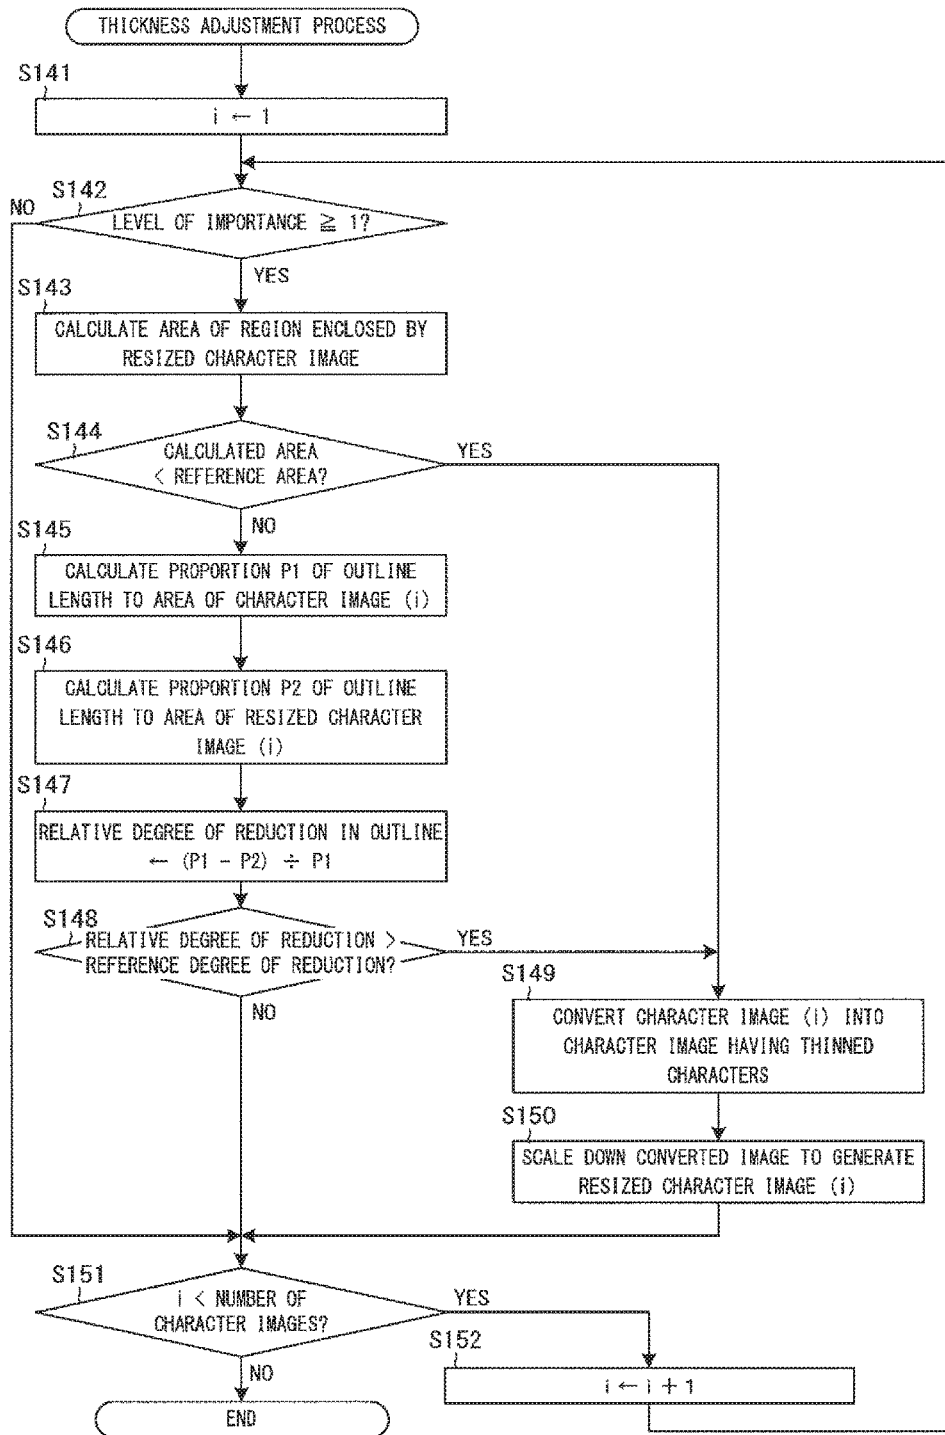 THICKNESS ADJUSTMENT PROCESS
S141
i ← 1
S142
NO
LEVEL OF IMPORTANCE ≧ 1?
YES
S143
CALCULATE AREA OF REGION ENCLOSED BY
RESIZED CHARACTER IMAGE
S144
CALCULATED AREA
< REFERENCE AREA?
YES
NO
S145
CALCULATE PROPORTION P1 OF OUTLINE
LENGTH TO AREA OF CHARACTER IMAGE (i)
S146
CALCULATE PROPORTION P2 OF OUTLINE
LENGTH TO AREA OF RESIZED CHARACTER
IMAGE (i)
S147
RELATIVE DEGREE OF REDUCTION IN OUTLINE
← (P1 - P2) ÷ P1
S148
RELATIVE DEGREE OF REDUCTION >
REFERENCE DEGREE OF REDUCTION?
YES
NO
S149
CONVERT CHARACTER IMAGE (i) INTO
CHARACTER IMAGE HAVING THINNED
CHARACTERS
S150
SCALE DOWN CONVERTED IMAGE TO GENERATE
RESIZED CHARACTER IMAGE (i)
S151
i < NUMBER OF
CHARACTER IMAGES?
YES
NO
S152
i ← i + 1
END